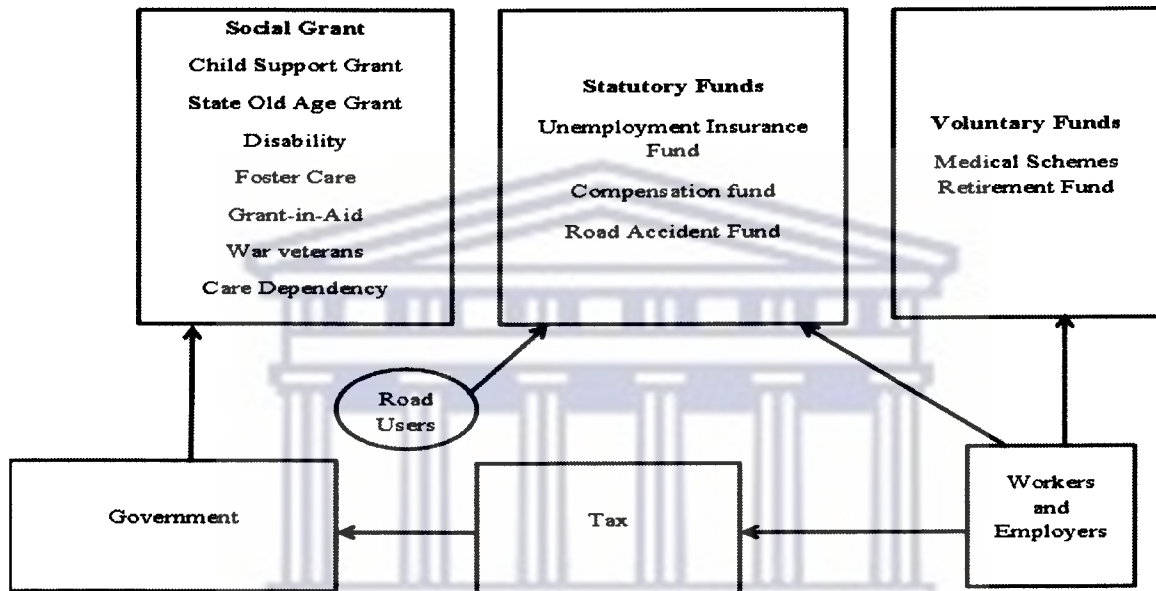 Social Grant
Child Support Grant
State Old Age Grant
Disability
Foster Care
Grant-in-Aid
War veterans
Care Dependency
Statutory Funds
Unemployment Insurance
Fund
Compensation fund
Road Accident Fund
Voluntary Funds
Medical Schemes
Retirement Fund
Road
Users
Government
Tax
Workers
and
Employers